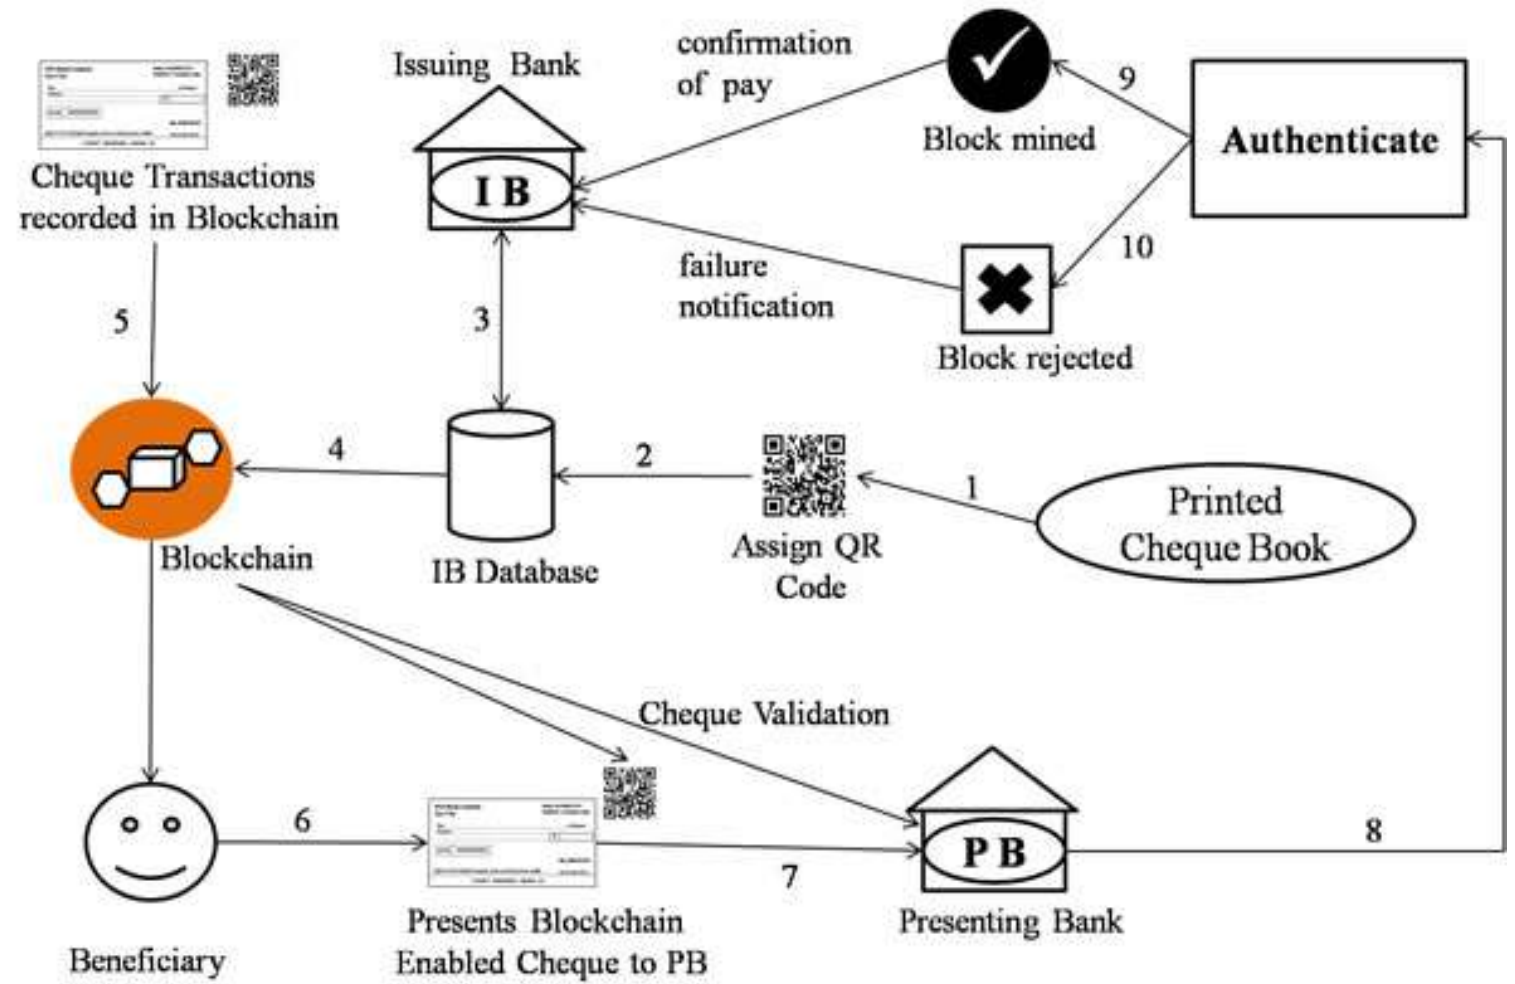 Issuing Bank
confirmation
of pay
9
Block mined
Authenticate
Cheque Transactions
recorded in Blockchain
I B
10
failure
notification
Block rejected
5
3
4
2
1
Printed
Cheque Book
Assign QR
Code
Blockchain
IB Database
Cheque Validation
6
7
8
P B
Presents Blockchain
Enabled Cheque to PB
Presenting Bank
Beneficiary